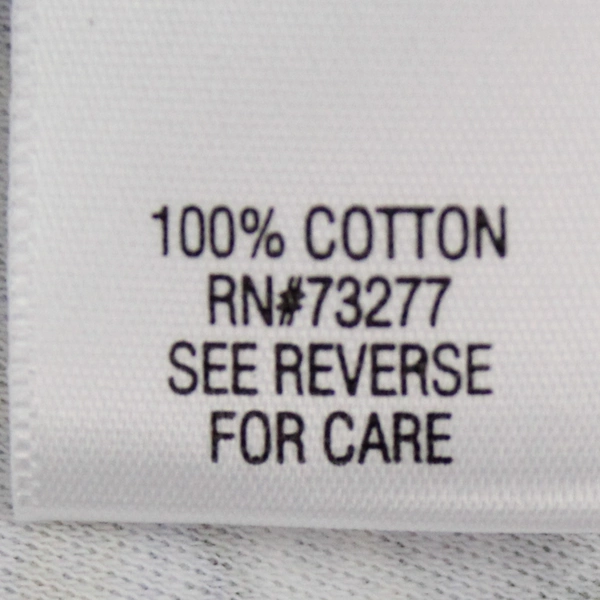 100% COTTON
RN#73277
SEE REVERSE
FOR CARE